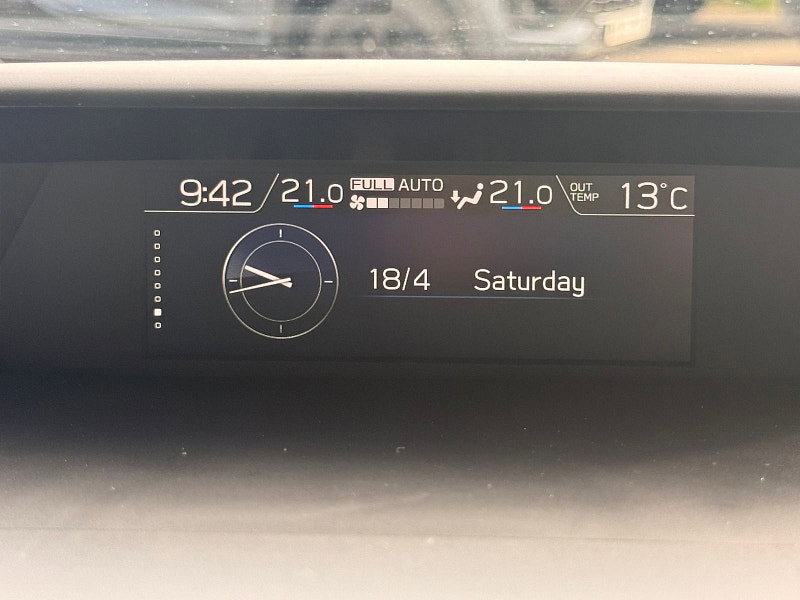 9:42 21.0 FULL AUTO 21.0 OUT TEMP 13°C
18/4 Saturday